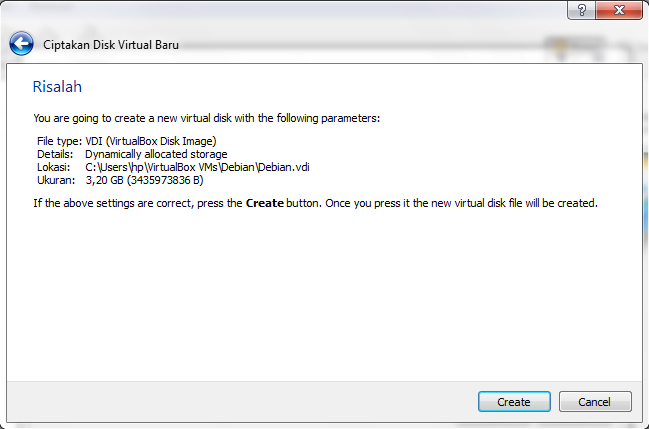 Ciptakan Disk Virtual Baru
Risalah
You are going to create a new virtual disk with the following parameters:
File type: VDI (VirtualBox Disk Image)
Details: Dynamically allocated storage
Lokasi: C:\Users\hp\VirtualBox VMs\Debian\Debian.vdi
Ukuran: 3,20 GB (3435973836 B)
If the above settings are correct, press the Create button. Once you press it the new virtual disk file will be created.
Create Cancel